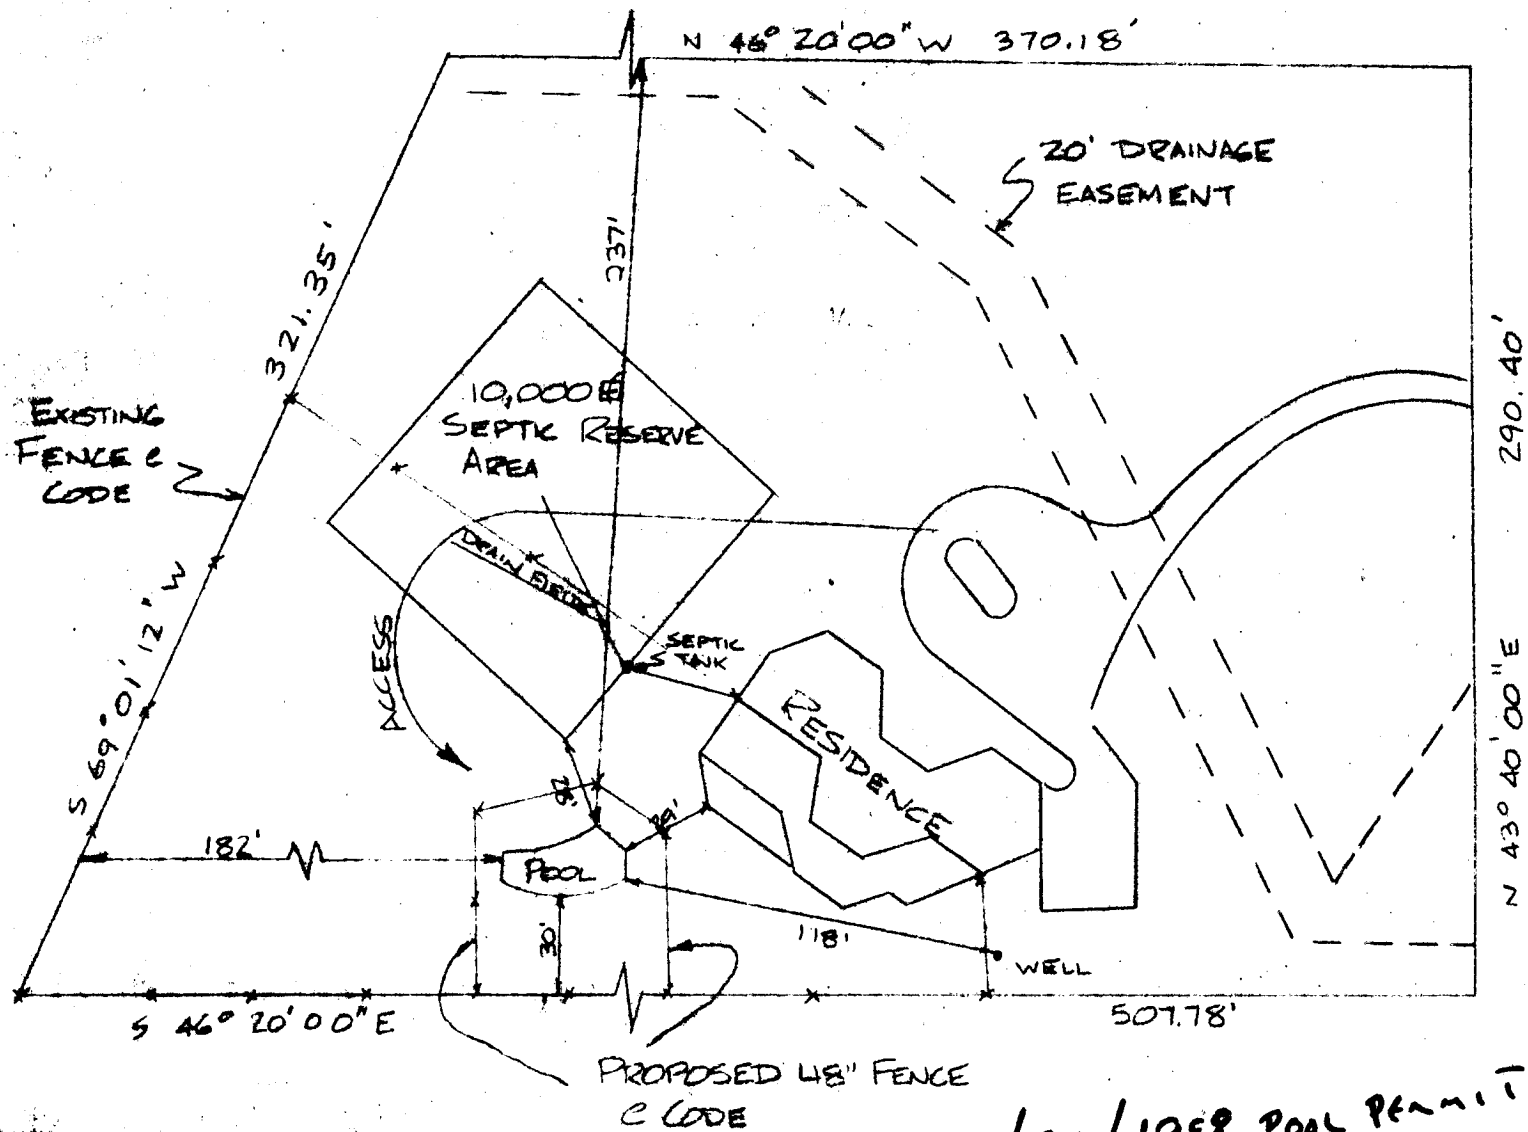 N 46° 20'00" W 370.18'
20' DRAINAGE
EASEMENT
237'
321.35'
290.40'
10,000
SEPTIC RESERVE
AREA
EXISTING
FENCE @
CODE
DRAIN FIELD
SEPTIC
TANK
ACCESS
RESIDENCE
S 69° 01' 12" W
N 43° 40' 00" E
182'
POOL
30'
118'
WELL
S 46° 20' 00" E
507.78'
PROPOSED 48" FENCE
@ CODE
POOL PERMIT